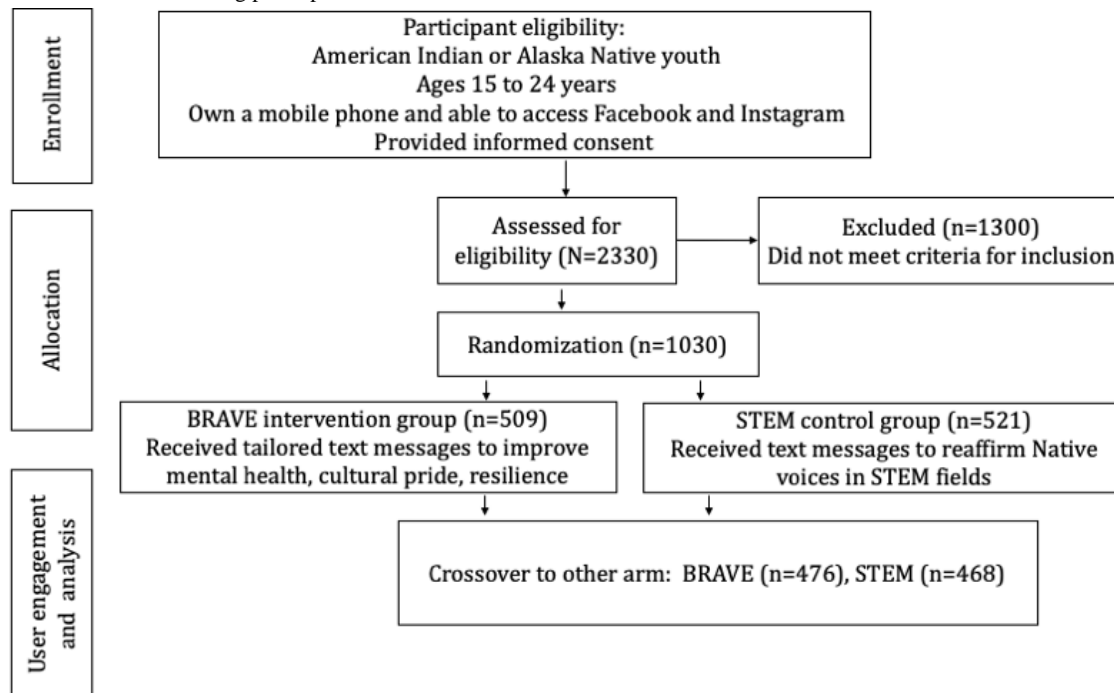 Enrollment
Participant eligibility:
American Indian or Alaska Native youth
Ages 15 to 24 years
Own a mobile phone and able to access Facebook and Instagram
Provided informed consent
Allocation
Assessed for
eligibility (N=2330)
Excluded (n=1300)
Did not meet criteria for inclusion
Randomization (n=1030)
BRAVE intervention group (n=509)
Received tailored text messages to improve
mental health, cultural pride, resilience
STEM control group (n=521)
Received text messages to reaffirm Native
voices in STEM fields
User engagement
and analysis
Crossover to other arm: BRAVE (n=476), STEM (n=468)